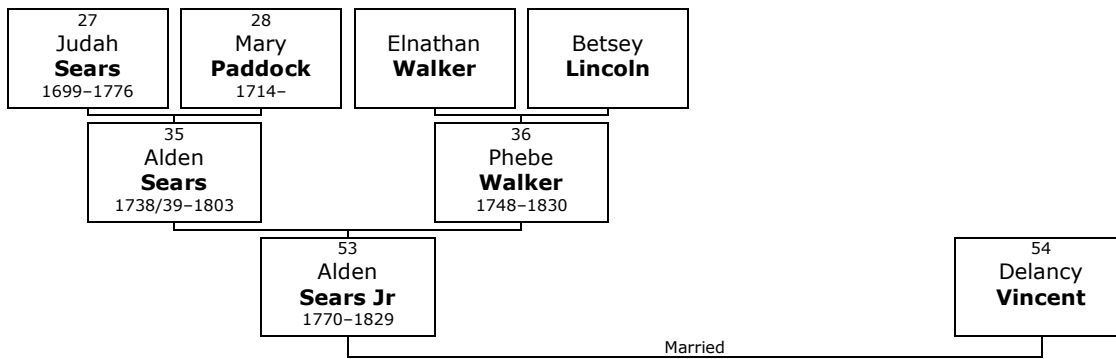 27
Judah
Sears
1699–1776
28
Mary
Paddock
1714–
Elnathan
Walker
Betsey
Lincoln
35
Alden
Sears
1738/39–1803
36
Phebe
Walker
1748–1830
53
Alden
Sears Jr
1770–1829
54
Delancy
Vincent
Married